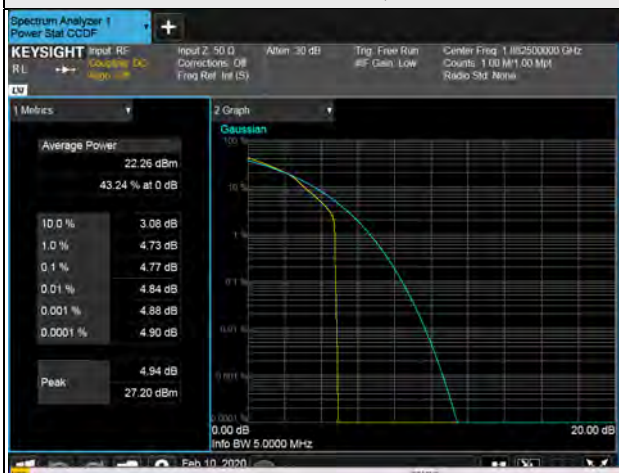 Spectrum Analyzer 1
Power Stat CCDF
+
KEYSIGHT Input: RF
RL
Coupling: DC
Align: Off
Input Z: 50 Ω
Corrections: Off
Freq Ref: Int (S)
Atten: 30 dB
Trig: Free Run
#IF Gain: Low
Center Freq: 1.882500000 GHz
Counts: 1.00 M/1.00 Mpt
Radio Std: None
LW
1 Metrics
Average Power
22.26 dBm
43.24 % at 0 dB
10.0 % 3.08 dB
1.0 % 4.73 dB
0.1 % 4.77 dB
0.01 % 4.84 dB
0.001 % 4.88 dB
0.0001 % 4.90 dB
Peak
4.94 dB
27.20 dBm
2 Graph
Gaussian
100 %
10 %
1 %
0.1 %
0.01 %
0.001 %
0.0001 %
0.00 dB
20.00 dB
Info BW 5.0000 MHz
Feb 10, 2020